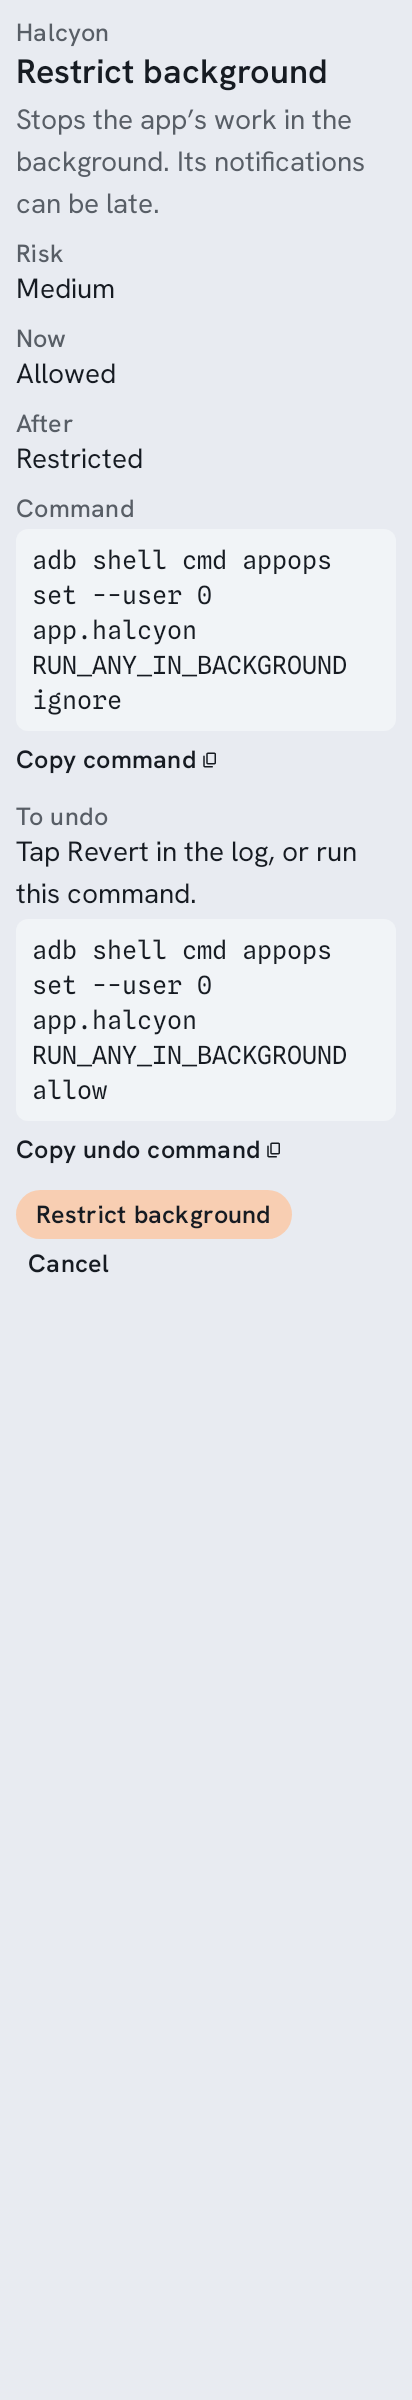 Halcyon
Restrict background
Stops the app’s work in the
background. Its notifications
can be late.
Risk
Medium
Now
Allowed
After
Restricted
Command
adb shell cmd appops
set --user 0
app.halcyon
RUN_ANY_IN_BACKGROUND
ignore
Copy command
To undo
Tap Revert in the log, or run
this command.
adb shell cmd appops
set --user 0
app.halcyon
RUN_ANY_IN_BACKGROUND
allow
Copy undo command
Restrict background
Cancel